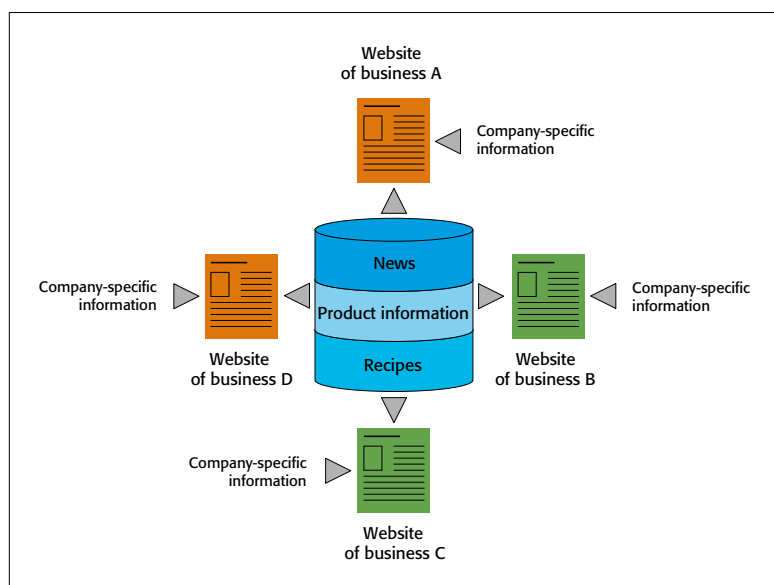 Website
of business A
Company-specific
information
News
Company-specific
information
Product information
Company-specific
information
Website
of business D
Recipes
Website
of business B
Company-specific
information
Website
of business C